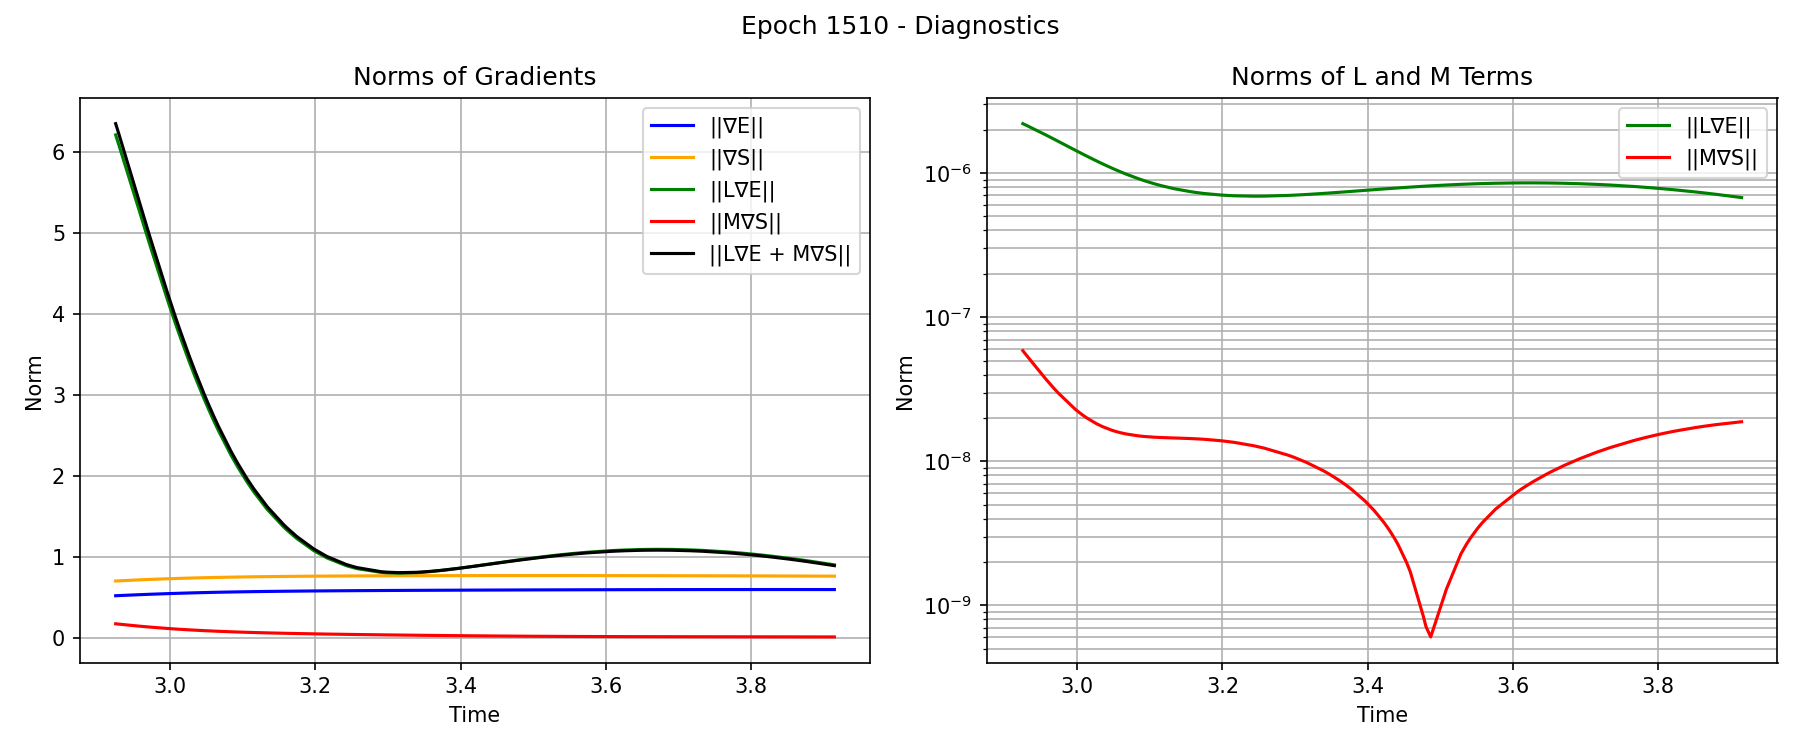 Epoch 1510 - Diagnostics
Norms of Gradients
Norm
6
5
4
3
2
1
0
||∇E||
||∇S||
||L∇E||
||M∇S||
||L∇E + M∇S||
3.0 3.2 3.4 3.6 3.8
Time
Norms of L and M Terms
Norm
10⁻⁶
10⁻⁷
10⁻⁸
10⁻⁹
||L∇E||
||M∇S||
3.0 3.2 3.4 3.6 3.8
Time